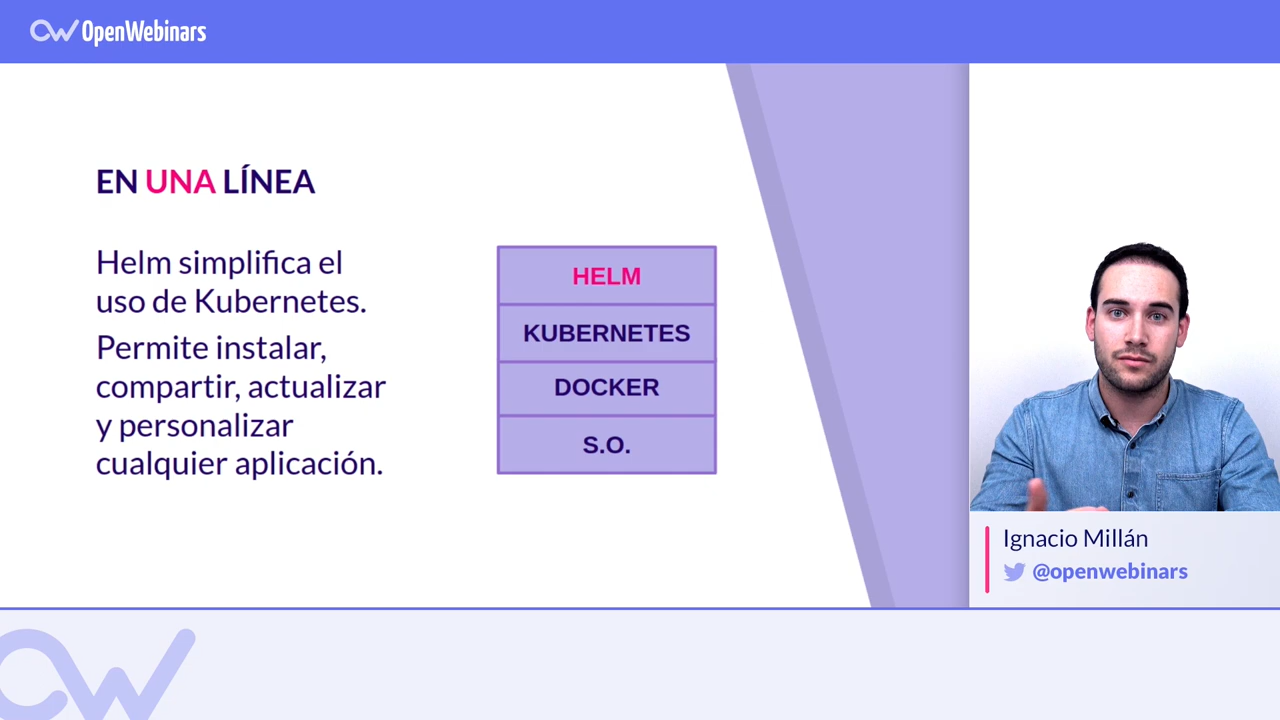 OpenWebinars
EN UNA LÍNEA
Helm simplifica el
uso de Kubernetes.
Permite instalar,
compartir, actualizar
y personalizar
cualquier aplicación.
HELM
KUBERNETES
DOCKER
S.O.
Ignacio Millán
@openwebinars